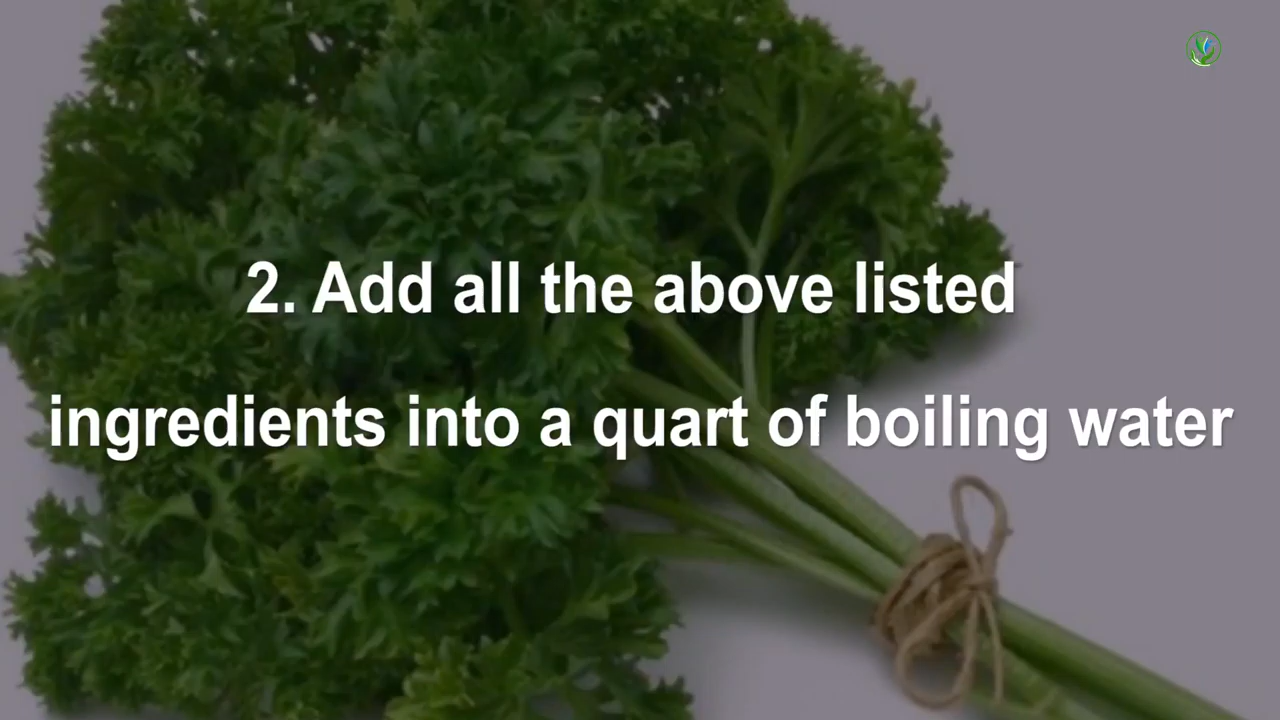 2. Add all the above listed
ingredients into a quart of boiling water